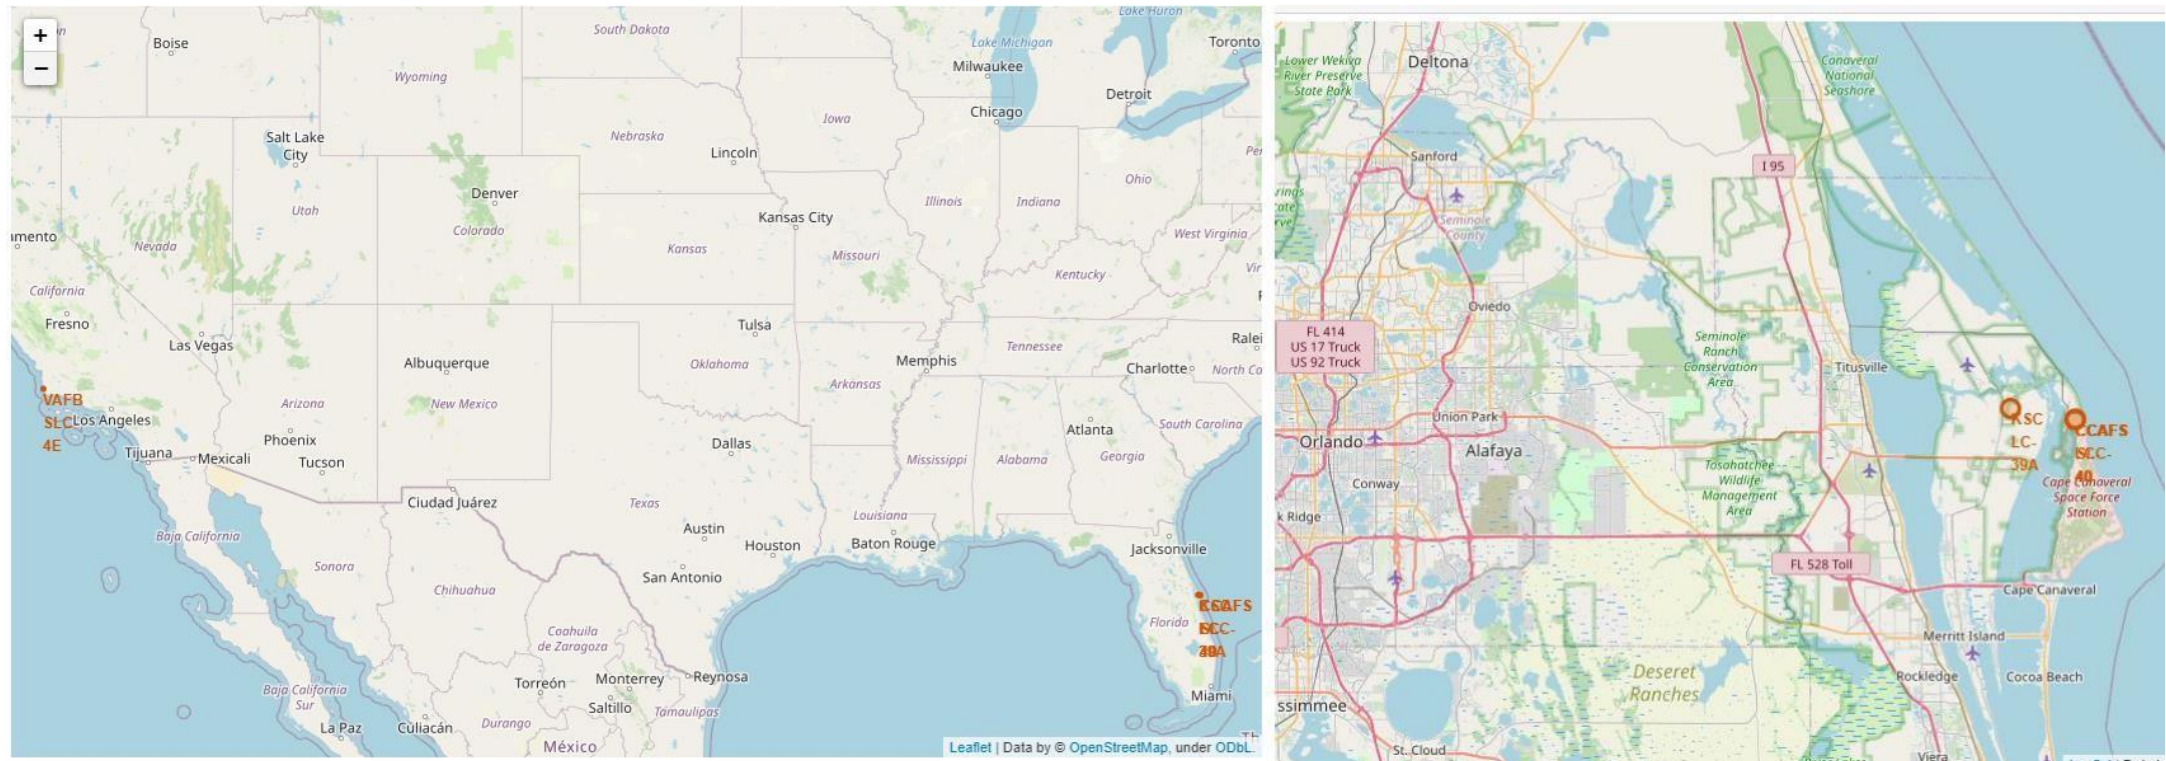 +
−
Boise
South Dakota
Lake Huron
Lake Michigan
Toronto
Milwaukee
Wyoming
Detroit
Chicago
Iowa
Salt Lake
City
Nebraska
Lincoln
Ohio
Denver
Illinois
Indiana
Utah
Kansas City
Colorado
amento
Nevada
Kansas
Missouri
West Virginia
Kentucky
California
Fresno
Tulsa
Las Vegas
Tennessee
Albuquerque
Oklahoma
Memphis
Charlotte
Arkansas
VAFB
SLC-
4E
Los Angeles
Arizona
New Mexico
Phoenix
Atlanta
South Carolina
Dallas
Tijuana
Mexicali
Tucson
Mississippi
Alabama
Georgia
Ciudad Juárez
Texas
Louisiana
Austin
Baja California
Houston
Baton Rouge
Jacksonville
Sonora
San Antonio
Chihuahua
Florida
Coahuila
de Zaragoza
Torreón
Monterrey
Reynosa
Baja California
Sur
Saltillo
Miami
Tamaulipas
La Paz
Culiacán
Durango
México
Leaflet | Data by © OpenStreetMap, under ODbL.
Lower Wekiva
River Preserve
State Park
Deltona
Canaveral
National
Seashore
Sanford
I 95
Seminole
County
Oviedo
FL 414
US 17 Truck
US 92 Truck
Seminole
Ranch
Conservation
Area
Titusville
Union Park
KSC
LC-
39A
CCAFS
Orlando
Alafaya
Tosohatchee
Wildlife
Management
Area
Conway
Cape Canaveral
Space Force
Station
k Ridge
FL 528 Toll
Cape Canaveral
Merritt Island
Deseret
Ranches
Rockledge
Cocoa Beach
ssimmee
St. Cloud
Viera